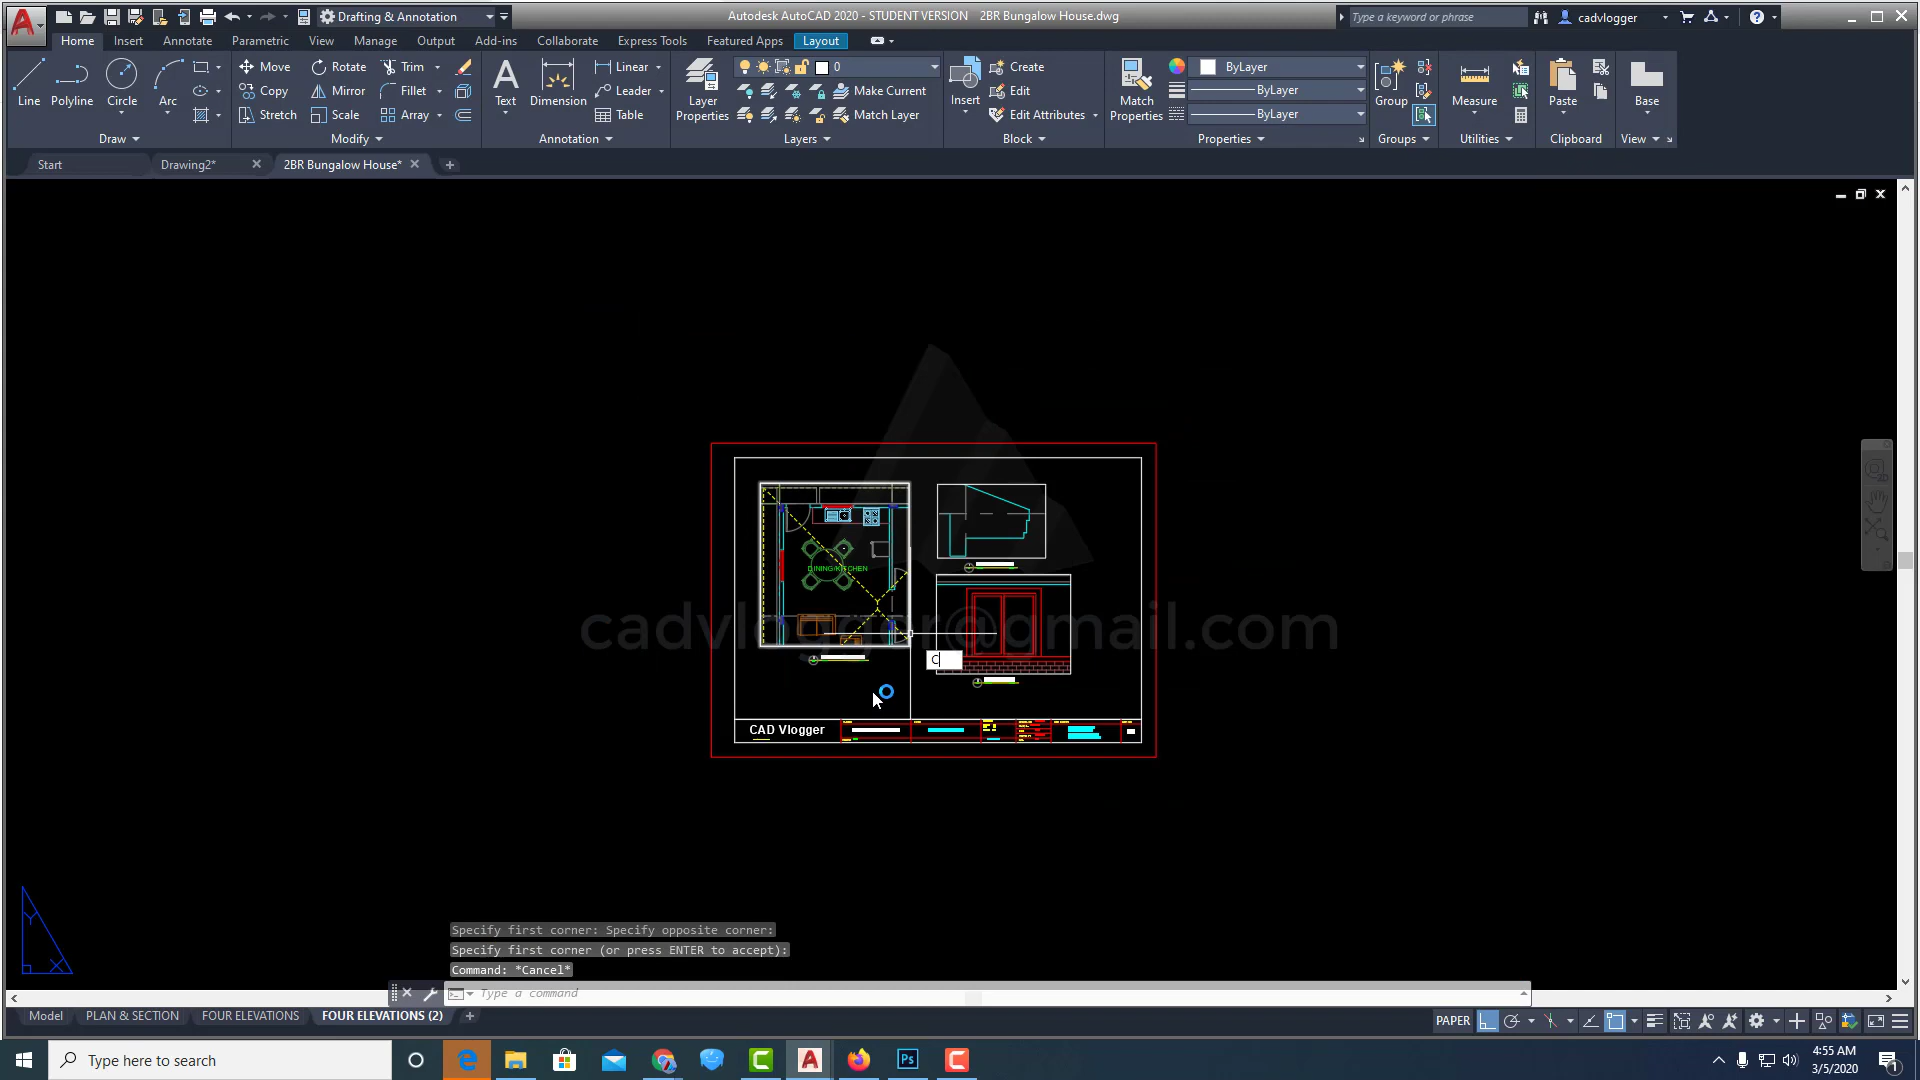 Drafting & Annotation
Autodesk AutoCAD 2020 - STUDENT VERSION 2BR Bungalow House.dwg
Type a keyword or phrase
cadvlogger
Home Insert Annotate Parametric View Manage Output Add-ins Collaborate Express Tools Featured Apps Layout
Line Polyline Circle Arc
Move Rotate Trim
Copy Mirror Fillet
Stretch Scale Array
Text Dimension
Linear
Leader
Table
Layer Properties
0
Make Current
Match Layer
Insert
Create
Edit
Edit Attributes
Match Properties
ByLayer
ByLayer
ByLayer
Group
Measure
Paste
Base
Draw Modify Annotation Layers Block Properties Groups Utilities Clipboard View
Start Drawing2* 2BR Bungalow House*
DINING/KITCHEN
cadvlogger@gmail.com
C
CAD Vlogger
Y
X
Specify first corner: Specify opposite corner:
Specify first corner (or press ENTER to accept):
Command: *Cancel*
Type a command
Model PLAN & SECTION FOUR ELEVATIONS FOUR ELEVATIONS (2)
PAPER
Type here to search
Ps
4:55 AM
3/5/2020
1